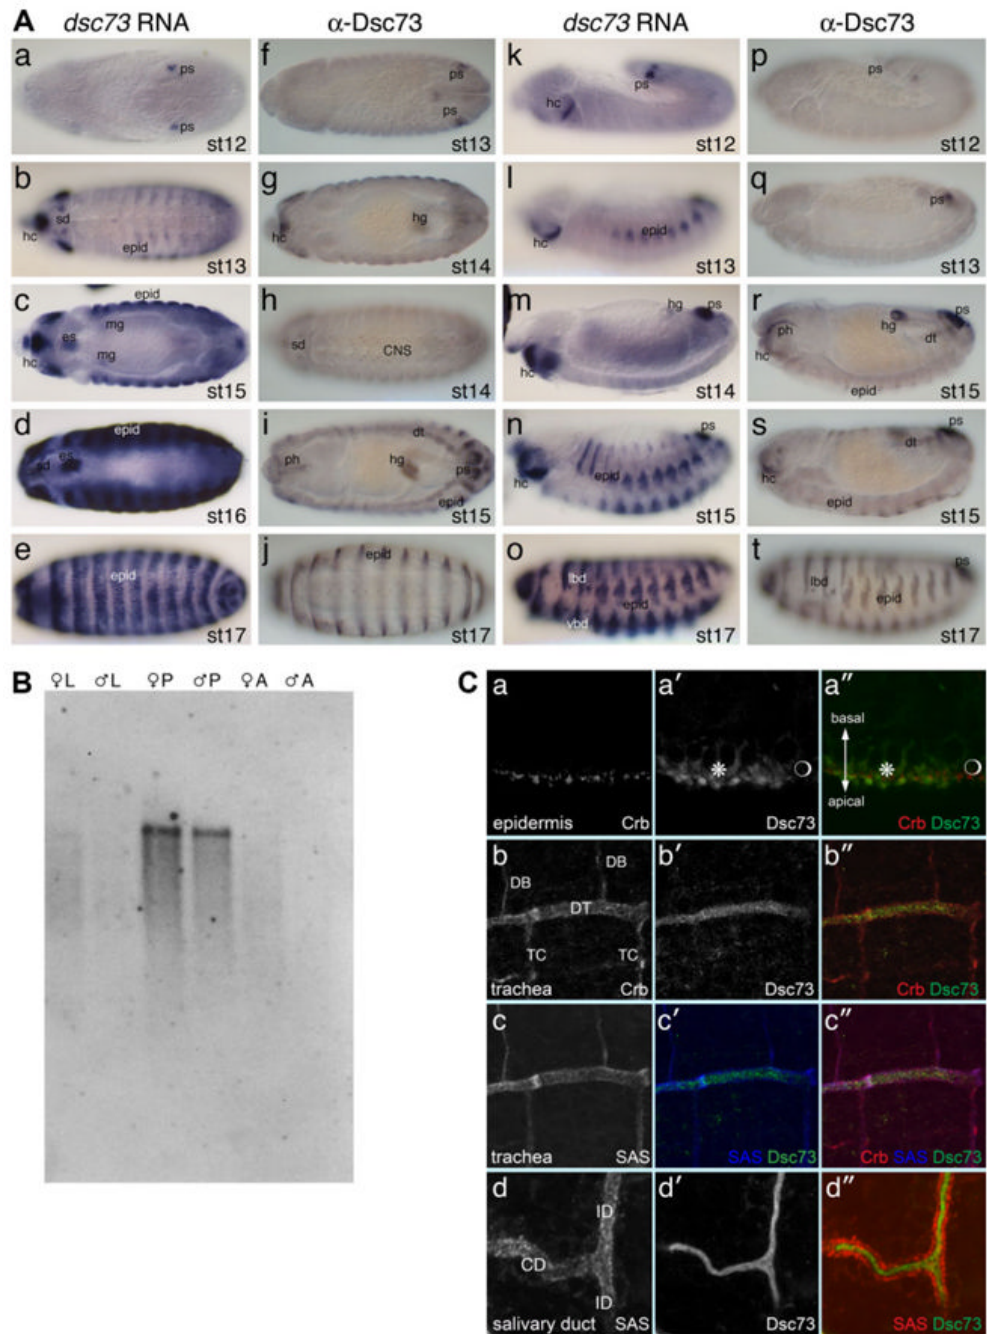 A dsc73 RNA α-Dsc73 dsc73 RNA α-Dsc73
a ps ps st12
f ps ps st13
k hc ps st12
p ps st12
b sd hc epid st13
g hc hg st14
l hc epid st13
q ps st13
c epid mg es mg hc st15
h sd CNS st14
m hg ps hc st14
r ph hc hg ps dt epid st15
d epid es sd st16
i ph dt hg ps epid st15
n ps epid hc st15
s dt ps hc epid st15
e epid st17
j epid st17
o lbd epid vbd st17
t ps lbd epid st17
B
♀L ♂L ♀P ♂P ♀A ♂A
C
a epidermis Crb
a′ Dsc73
a″ basal apical Crb Dsc73
b DB DB DT TC TC trachea Crb
b′ Dsc73
b″ Crb Dsc73
c trachea SAS
c′ SAS Dsc73
c″ Crb SAS Dsc73
d ID CD ID salivary duct SAS
d′ Dsc73
d″ SAS Dsc73